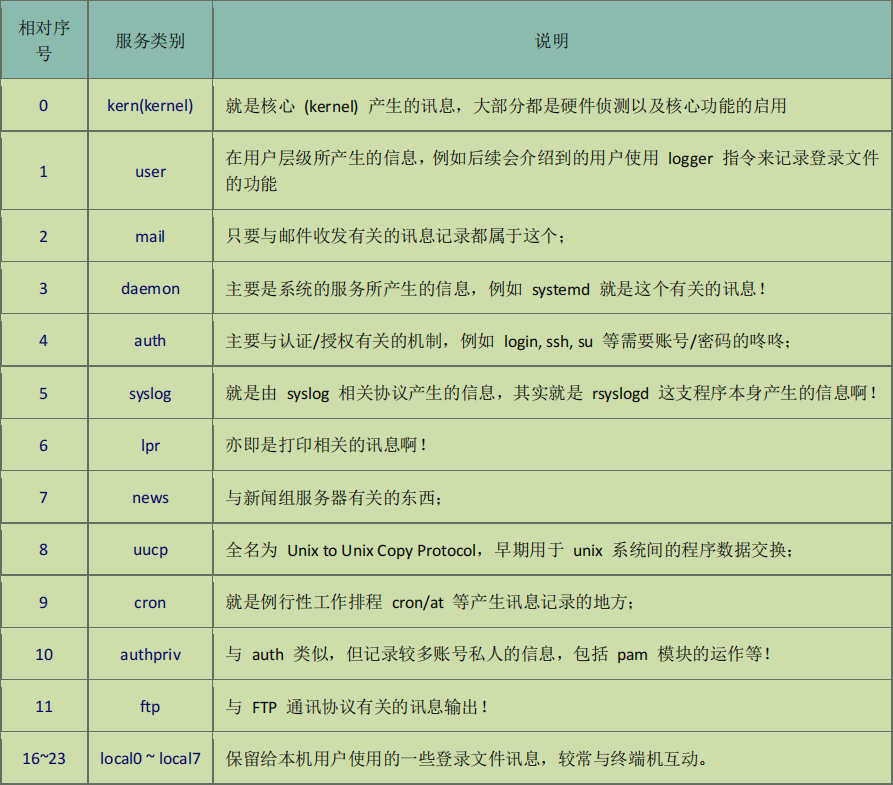 相对序
号
服务类别
说明
0
kern(kernel)
就是核心 (kernel) 产生的讯息，大部分都是硬件侦测以及核心功能的启用
1
user
在用户层级所产生的信息，例如后续会介绍到的用户使用 logger 指令来记录登录文件
的功能
2
mail
只要与邮件收发有关的讯息记录都属于这个；
3
daemon
主要是系统的服务所产生的信息，例如 systemd 就是这个有关的讯息！
4
auth
主要与认证/授权有关的机制，例如 login, ssh, su 等需要账号/密码的咚咚；
5
syslog
就是由 syslog 相关协议产生的信息，其实就是 rsyslogd 这支程序本身产生的信息啊！
6
lpr
亦即是打印相关的讯息啊！
7
news
与新闻组服务器有关的东西；
8
uucp
全名为 Unix to Unix Copy Protocol，早期用于 unix 系统间的程序数据交换；
9
cron
就是例行性工作排程 cron/at 等产生讯息记录的地方；
10
authpriv
与 auth 类似，但记录较多账号私人的信息，包括 pam 模块的运作等！
11
ftp
与 FTP 通讯协议有关的讯息输出！
16~23
local0 ~ local7
保留给本机用户使用的一些登录文件讯息，较常与终端机互动。